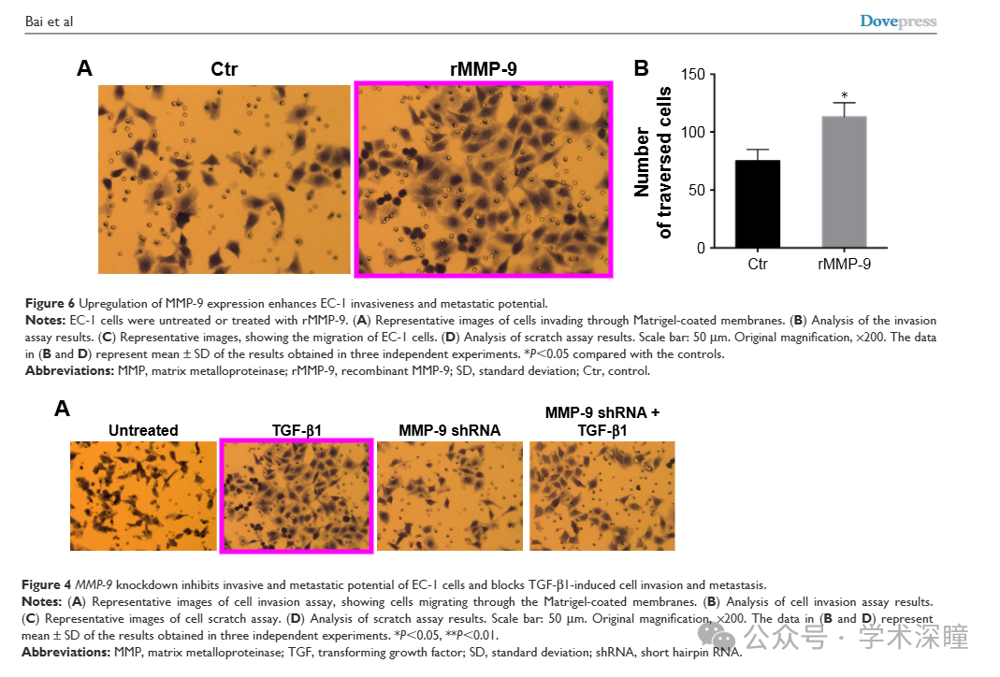 Bai et al
Dovepress
A
Ctr
rMMP-9
B
Number
of traversed cells
150
100
50
0
*
Ctr
rMMP-9
Figure 6 Upregulation of MMP-9 expression enhances EC-1 invasiveness and metastatic potential.
Notes: EC-1 cells were untreated or treated with rMMP-9. (A) Representative images of cells invading through Matrigel-coated membranes. (B) Analysis of the invasion
assay results. (C) Representative images, showing the migration of EC-1 cells. (D) Analysis of scratch assay results. Scale bar: 50 μm. Original magnification, ×200. The data
in (B and D) represent mean ± SD of the results obtained in three independent experiments. *P<0.05 compared with the controls.
Abbreviations: MMP, matrix metalloproteinase; rMMP-9, recombinant MMP-9; SD, standard deviation; Ctr, control.
A
Untreated
TGF-β1
MMP-9 shRNA
MMP-9 shRNA +
TGF-β1
Figure 4 MMP-9 knockdown inhibits invasive and metastatic potential of EC-1 cells and blocks TGF-β1-induced cell invasion and metastasis.
Notes: (A) Representative images of cell invasion assay, showing cells migrating through the Matrigel-coated membranes. (B) Analysis of cell invasion assay results.
(C) Representative images of cell scratch assay. (D) Analysis of scratch assay results. Scale bar: 50 μm. Original magnification, ×200. The data in (B and D) represent
mean ± SD of the results obtained in three independent experiments. *P<0.05, **P<0.01.
Abbreviations: MMP, matrix metalloproteinase; TGF, transforming growth factor; SD, standard deviation; shRNA, short hairpin RNA.
公众号 · 学术深瞳